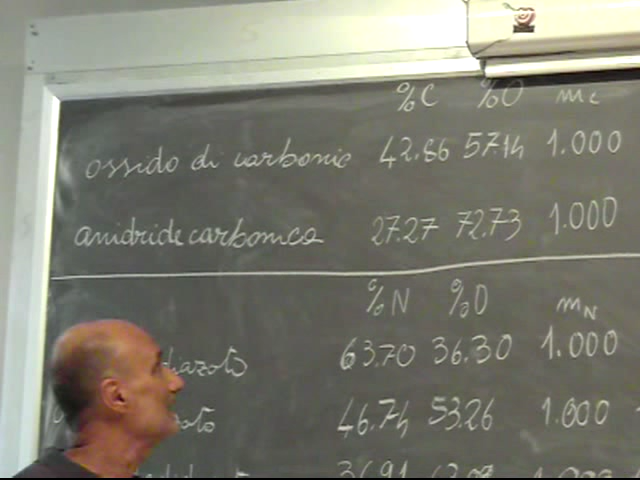 %C %O mc
ossido di carbonio 42.86 57.14 1.000
anidride carbonica 27.27 72.73 1.000
%N %O mN
63.70 36.30 1.000
46.74 53.26 1.000